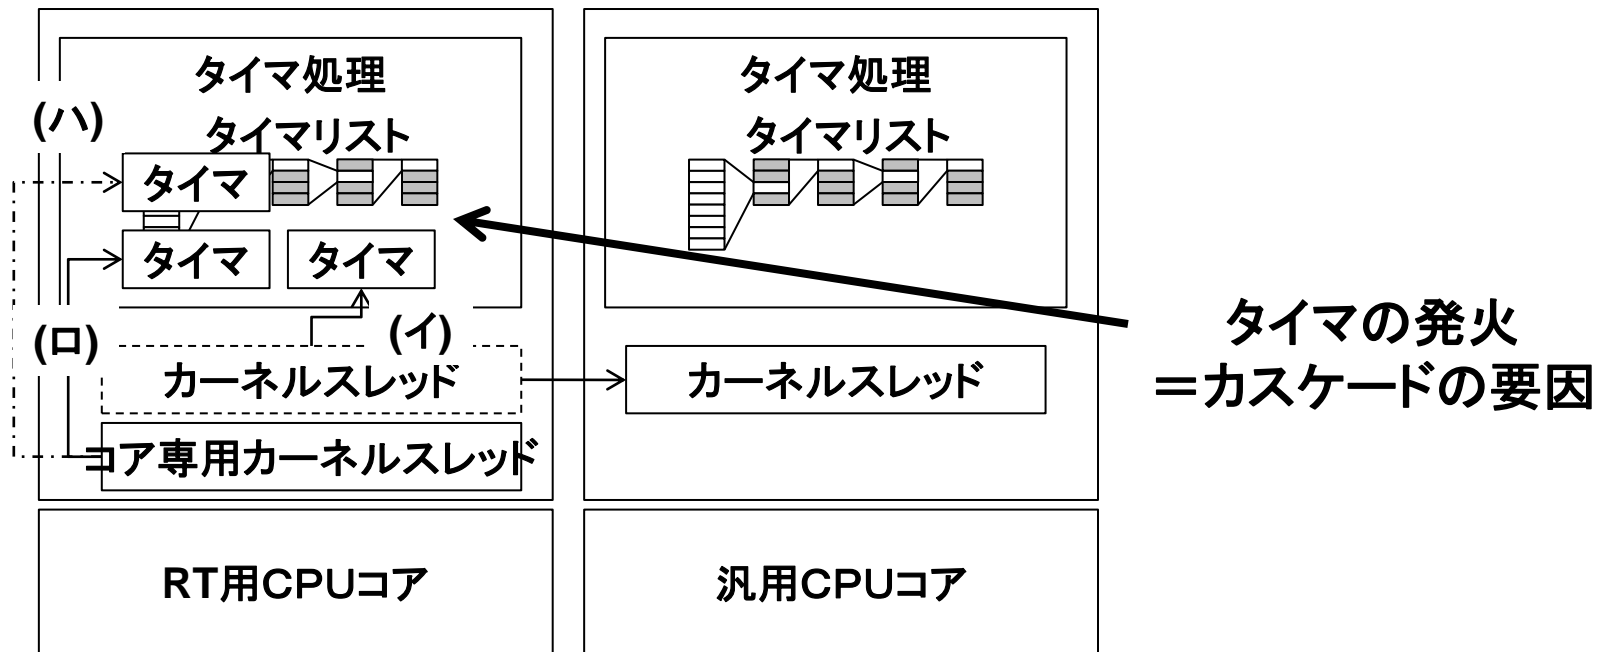 タイマ処理
タイマリスト
(ハ)
タイマ
タイマ
タイマ
(ロ)
(イ)
カーネルスレッド
コア専用カーネルスレッド
RT用CPUコア
タイマ処理
タイマリスト
カーネルスレッド
汎用CPUコア
タイマの発火
＝カスケードの要因